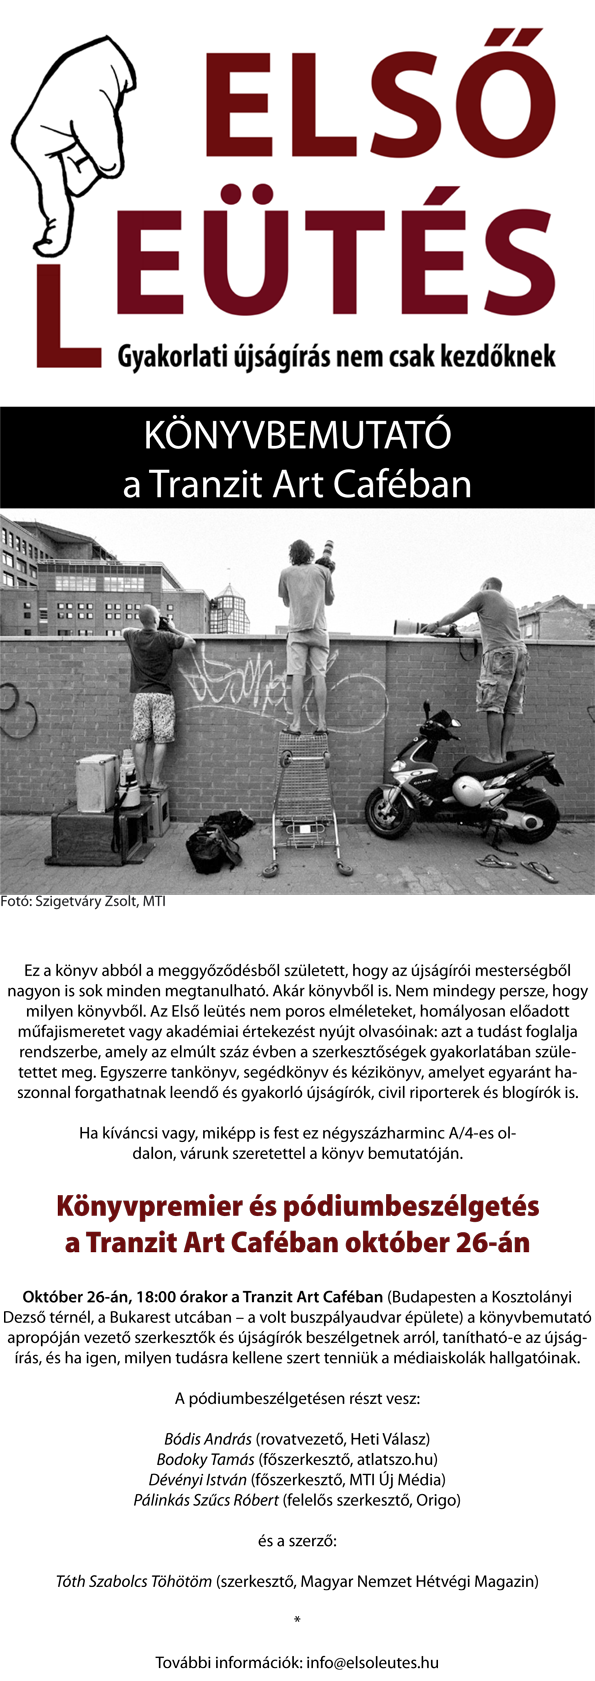 ELSŐ
LEÜTÉS
Gyakorlati újságírás nem csak kezdőknek
KÖNYVBEMUTATÓ
a Tranzit Art Caféban
Fotó: Szigetváry Zsolt, MTI
Ez a könyv abból a meggyőződésből született, hogy az újságírói mesterségből
nagyon is sok minden megtanulható. Akár könyvből is. Nem mindegy persze, hogy
milyen könyvből. Az Első leütés nem poros elméleteket, homályosan előadott
műfajismeretet vagy akadémiai értekezést nyújt olvasóinak: azt a tudást foglalja
rendszerbe, amely az elmúlt száz évben a szerkesztőségek gyakorlatában szüle-
tettet meg. Egyszerre tankönyv, segédkönyv és kézikönyv, amelyet egyaránt ha-
szonnal forgathatnak leendő és gyakorló újságírók, civil riporterek és blogírók is.
Ha kíváncsi vagy, miképp is fest ez négyszázharminc A/4-es ol-
dalon, várunk szeretettel a könyv bemutatóján.
Könyvpremier és pódiumbeszélgetés
a Tranzit Art Caféban október 26-án
Október 26-án, 18:00 órakor a Tranzit Art Caféban (Budapesten a Kosztolányi
Dezső térnél, a Bukarest utcában – a volt buszpályaudvar épülete) a könyvbemutató
apropóján vezető szerkesztők és újságírók beszélgetnek arról, tanítható-e az újság-
írás, és ha igen, milyen tudásra kellene szert tenniük a médiaiskolák hallgatóinak.
A pódiumbeszélgetésen részt vesz:
Bódis András (rovatvezető, Heti Válasz)
Bodoky Tamás (főszerkesztő, atlatszo.hu)
Dévényi István (főszerkesztő, MTI Új Média)
Pálinkás Szűcs Róbert (felelős szerkesztő, Origo)
és a szerző:
Tóth Szabolcs Töhötöm (szerkesztő, Magyar Nemzet Hétvégi Magazin)
*
További információk: info@elsoleutes.hu